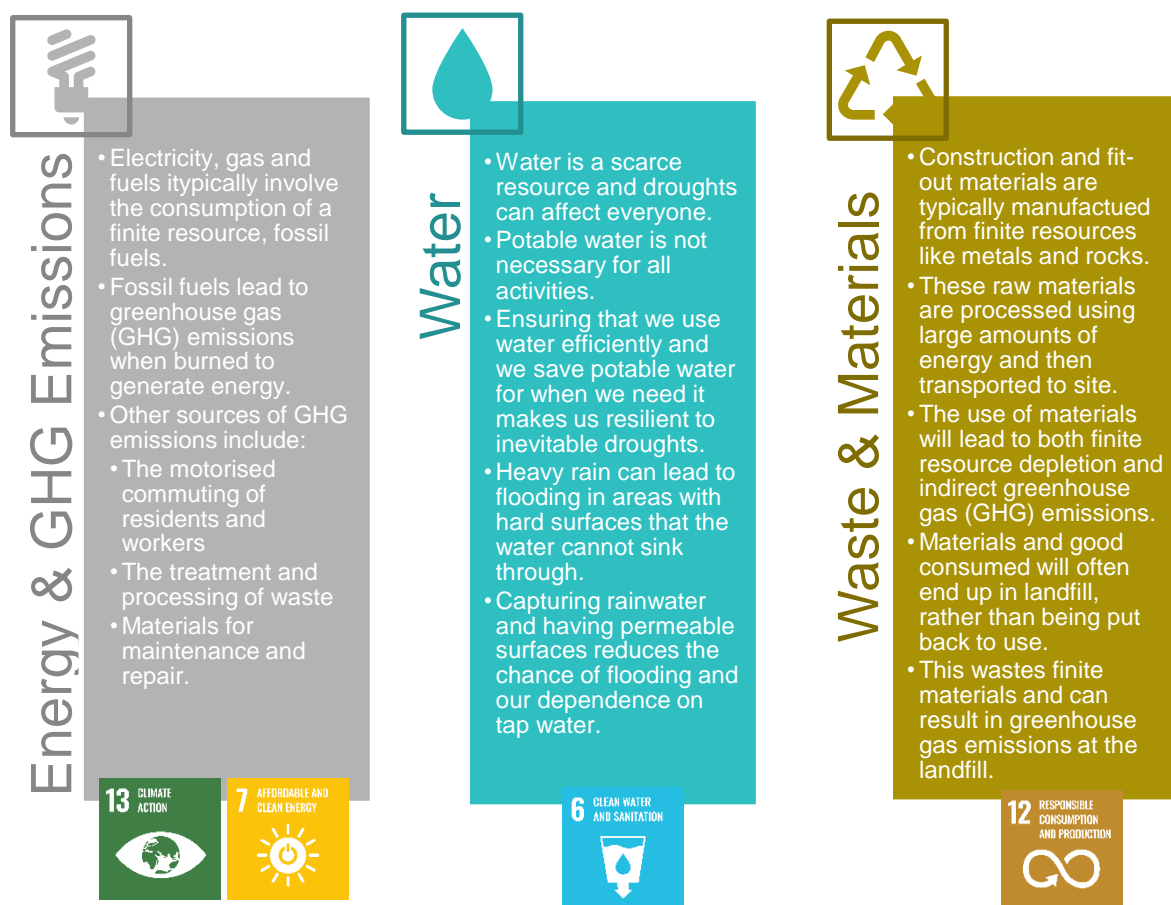 Energy & GHG Emissions
• Electricity, gas and
fuels itypically involve
the consumption of a
finite resource, fossil
fuels.
• Fossil fuels lead to
greenhouse gas
(GHG) emissions
when burned to
generate energy.
• Other sources of GHG
emissions include:
• The motorised
commuting of
residents and
workers
• The treatment and
processing of waste
• Materials for
maintenance and
repair.
13 CLIMATE
ACTION
7 AFFORDABLE AND
CLEAN ENERGY
Water
• Water is a scarce
resource and droughts
can affect everyone.
• Potable water is not
necessary for all
activities.
• Ensuring that we use
water efficiently and
we save potable water
for when we need it
makes us resilient to
inevitable droughts.
• Heavy rain can lead to
flooding in areas with
hard surfaces that the
water cannot sink
through.
• Capturing rainwater
and having permeable
surfaces reduces the
chance of flooding and
our dependence on
tap water.
6 CLEAN WATER
AND SANITATION
Waste & Materials
• Construction and fit-
out materials are
typically manufactued
from finite resources
like metals and rocks.
• These raw materials
are processed using
large amounts of
energy and then
transported to site.
• The use of materials
will lead to both finite
resource depletion and
indirect greenhouse
gas (GHG) emissions.
• Materials and good
consumed will often
end up in landfill,
rather than being put
back to use.
• This wastes finite
materials and can
result in greenhouse
gas emissions at the
landfill.
12 RESPONSIBLE
CONSUMPTION
AND PRODUCTION